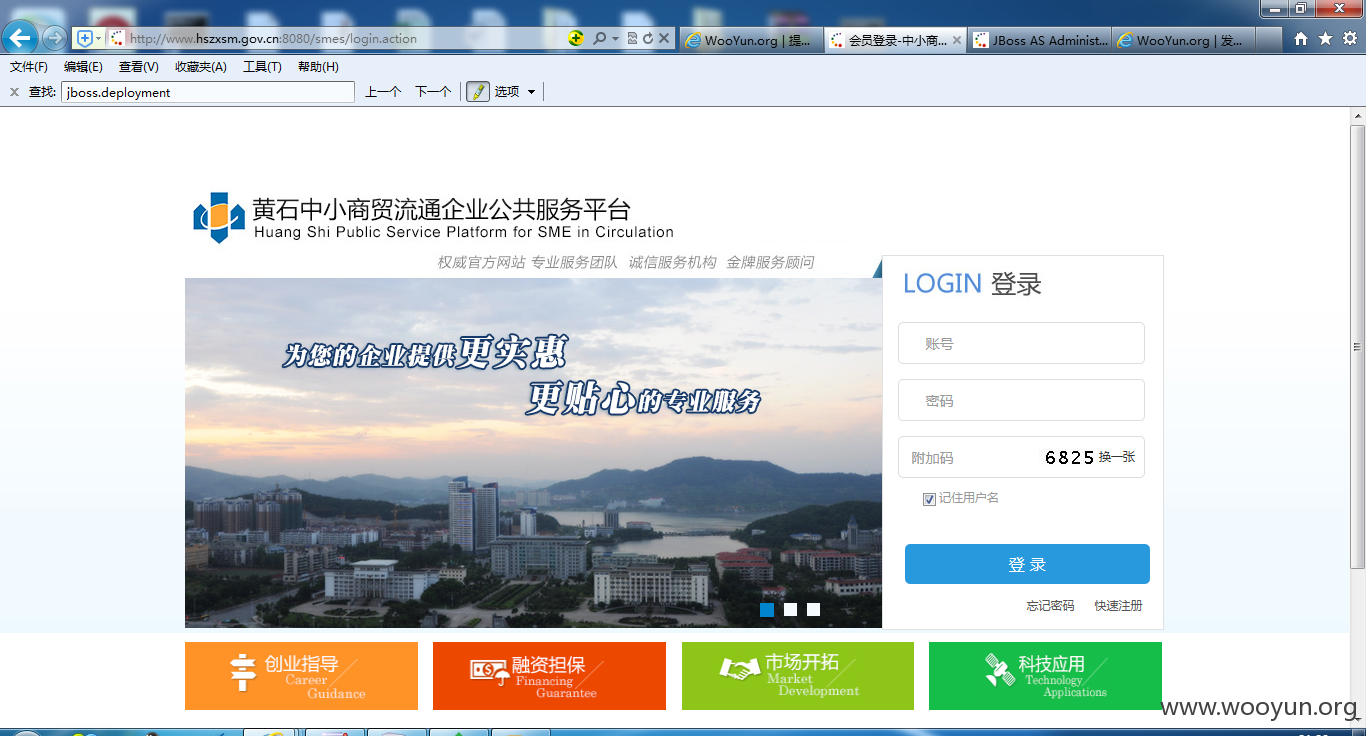 http://www.hszxsm.gov.cn:8080/smes/login.action
WooYun.org | 提...
会员登录-中小商...
JBoss AS Administ...
WooYun.org | 发...
文件(F) 编辑(E) 查看(V) 收藏夹(A) 工具(T) 帮助(H)
查找: jboss.deployment 上一个 下一个 选项
黄石中小商贸流通企业公共服务平台
Huang Shi Public Service Platform for SME in Circulation
权威官方网站 专业服务团队 诚信服务机构 金牌服务顾问
为您的企业提供更实惠
更贴心的专业服务
LOGIN 登录
账号
密码
附加码 6825 换一张
记住用户名
登录
忘记密码 快速注册
创业指导
Career
Guidance
融资担保
Financing
Guarantee
市场开拓
Market
Development
科技应用
Technology
Applications
www.wooyun.org